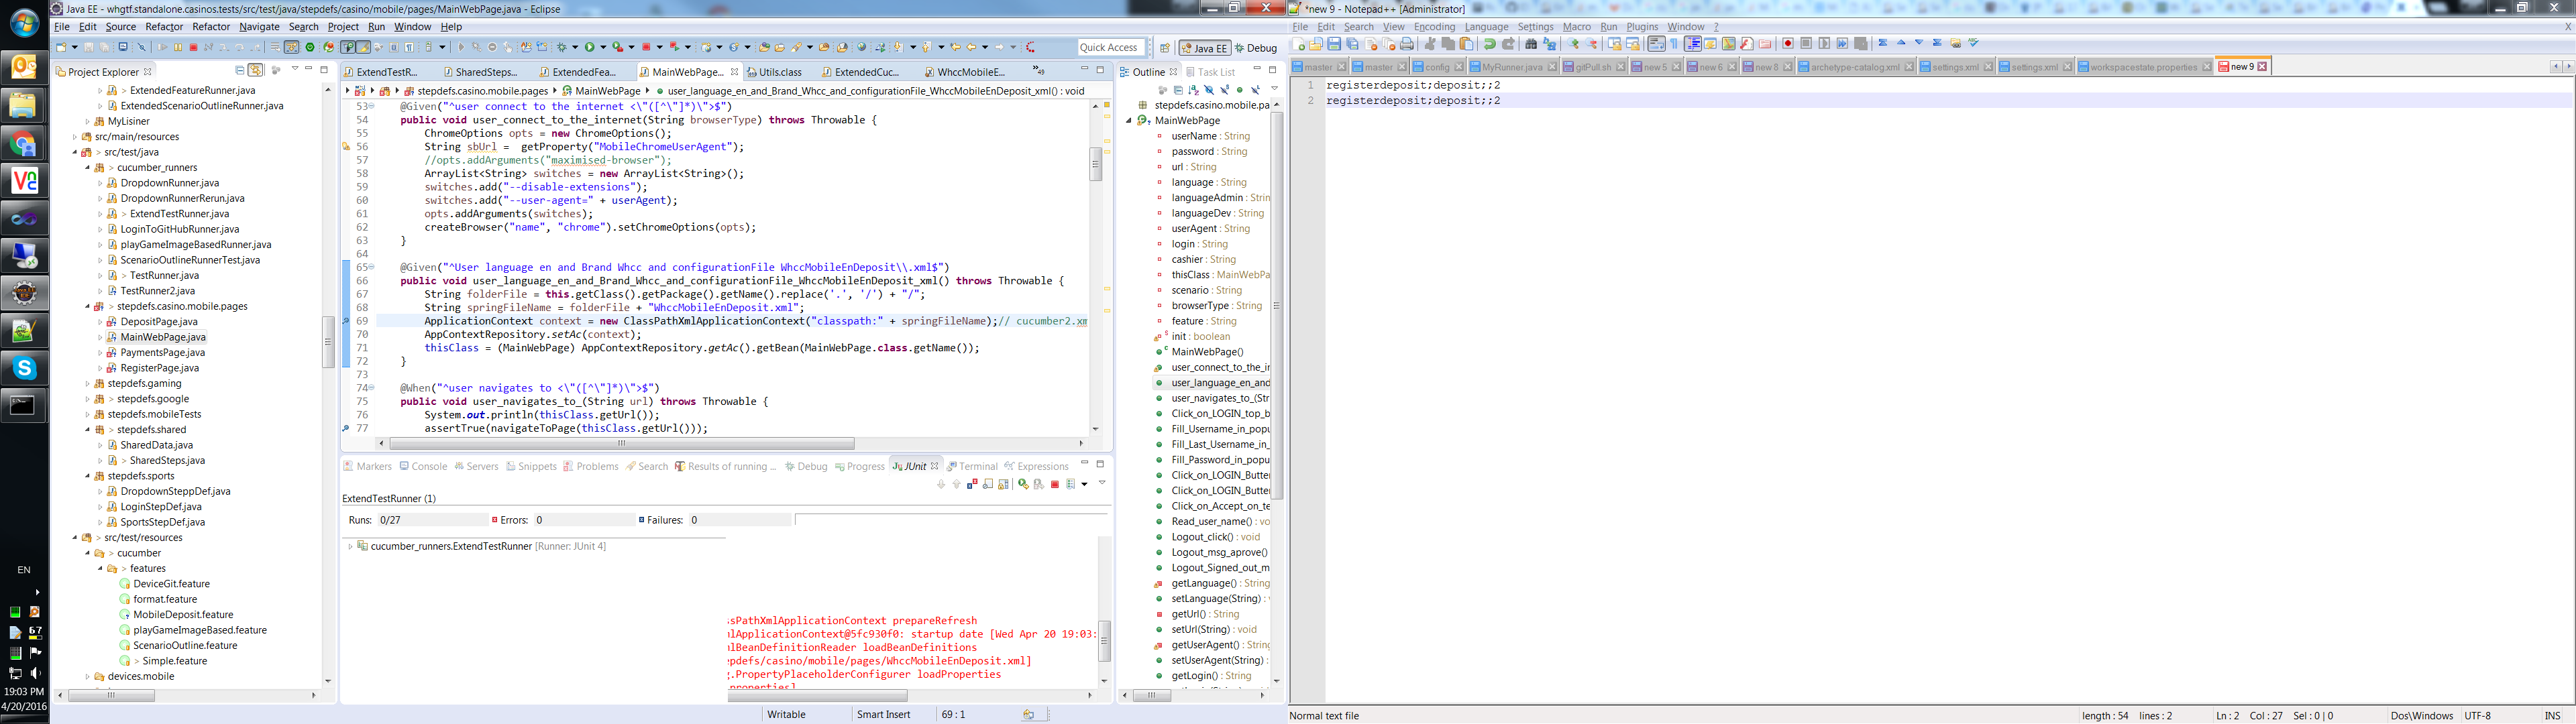 Java EE - whgtf.standalone.casinos.tests/src/test/java/stepdefs/casino/mobile/pages/MainWebPage.java - Eclipse
File Edit Source Refactor Refactor Navigate Search Project Run Window Help
Quick Access
Java EE
Debug
Project Explorer
> ExtendedFeatureRunner.java
ExtendedScenarioOutlineRunner.java
MyLisiner
src/main/resources
> src/test/java
> cucumber_runners
DropdownRunner.java
DropdownRunnerRerun.java
> ExtendTestRunner.java
LoginToGitHubRunner.java
playGameImageBasedRunner.java
ScenarioOutlineRunnerTest.java
> TestRunner.java
TestRunner2.java
> stepdefs.casino.mobile.pages
DepositPage.java
MainWebPage.java
PaymentsPage.java
RegisterPage.java
stepdefs.gaming
> stepdefs.google
stepdefs.mobileTests
> stepdefs.shared
SharedData.java
> SharedSteps.java
stepdefs.sports
DropdownSteppDef.java
LoginStepDef.java
SportsStepDef.java
> src/test/resources
> cucumber
> features
DeviceGit.feature
format.feature
MobileDeposit.feature
playGameImageBased.feature
ScenarioOutline.feature
> Simple.feature
devices.mobile
ExtendTestR... SharedSteps... ExtendedFea... MainWebPage... Utils.class ExtendedCuc... WhccMobileE... »49
stepdefs.casino.mobile.pages MainWebPage user_language_en_and_Brand_Whcc_and_configurationFile_WhccMobileEnDeposit_xml() : void
53 @Given("^user connect to the internet <\"([^\"]*)\">$")
54 public void user_connect_to_the_internet(String browserType) throws Throwable {
55 ChromeOptions opts = new ChromeOptions();
56 String sbUrl = getProperty("MobileChromeUserAgent");
57 //opts.addArguments("maximised-browser");
58 ArrayList<String> switches = new ArrayList<String>();
59 switches.add("--disable-extensions");
60 switches.add("--user-agent=" + userAgent);
61 opts.addArguments(switches);
62 createBrowser("name", "chrome").setChromeOptions(opts);
63 }
64
65 @Given("^User language en and Brand Whcc and configurationFile WhccMobileEnDeposit\\.xml$")
66 public void user_language_en_and_Brand_Whcc_and_configurationFile_WhccMobileEnDeposit_xml() throws Throwable {
67 String folderFile = this.getClass().getPackage().getName().replace('.', '/') + "/";
68 String springFileName = folderFile + "WhccMobileEnDeposit.xml";
69 ApplicationContext context = new ClassPathXmlApplicationContext("classpath:" + springFileName);// cucumber2.xm
70 AppContextRepository.setAc(context);
71 thisClass = (MainWebPage) AppContextRepository.getAc().getBean(MainWebPage.class.getName());
72 }
73
74 @When("^user navigates to <\"([^\"]*)\">$")
75 public void user_navigates_to_(String url) throws Throwable {
76 System.out.println(thisClass.getUrl());
77 assertTrue(navigateToPage(thisClass.getUrl()));
Markers Console Servers Snippets Problems Search Results of running ... Debug Progress JUnit Terminal Expressions
ExtendTestRunner (1)
Runs: 0/27 Errors: 0 Failures: 0
cucumber_runners.ExtendTestRunner [Runner: JUnit 4]
ssPathXmlApplicationContext prepareRefresh
lApplicationContext@5fc930f0: startup date [Wed Apr 20 19:03:
lBeanDefinitionReader loadBeanDefinitions
epdefs/casino/mobile/pages/WhccMobileEnDeposit.xml]
g.PropertyPlaceholderConfigurer loadProperties
Writable Smart Insert 69 : 1
Outline Task List
stepdefs.casino.mobile.pa
MainWebPage
userName : String
password : String
url : String
language : String
languageAdmin : String
languageDev : String
userAgent : String
login : String
cashier : String
thisClass : MainWebPa
scenario : String
browserType : String
feature : String
init : boolean
MainWebPage()
user_connect_to_the_ir
user_language_en_and
user_navigates_to_(Str
Click_on_LOGIN_top_b
Fill_Username_in_popu
Fill_Last_Username_in_
Fill_Password_in_popu
Click_on_LOGIN_Butter
Click_on_LOGIN_Butter
Click_on_Accept_on_te
Read_user_name() : vo
Logout_click() : void
Logout_msg_aprove()
Logout_Signed_out_m
getLanguage() : String
setLanguage(String) : v
getUrl() : String
setUrl(String) : void
getUserAgent() : String
setUserAgent(String) :
getLogin() : String
*new 9 - Notepad++ [Administrator]
File Edit Search View Encoding Language Settings Macro Run Plugins Window ?
master master config MyRunner.java gitPull.sh new 5 new 6 new 8 archetype-catalog.xml settings.xml settings.xml workspacestate.properties new 9
1 registerdeposit;deposit;;2
2 registerdeposit;deposit;;2
Normal text file length : 54 lines : 2 Ln : 2 Col : 27 Sel : 0 | 0 Dos\Windows UTF-8 INS
EN
67
19:03 PM
4/20/2016